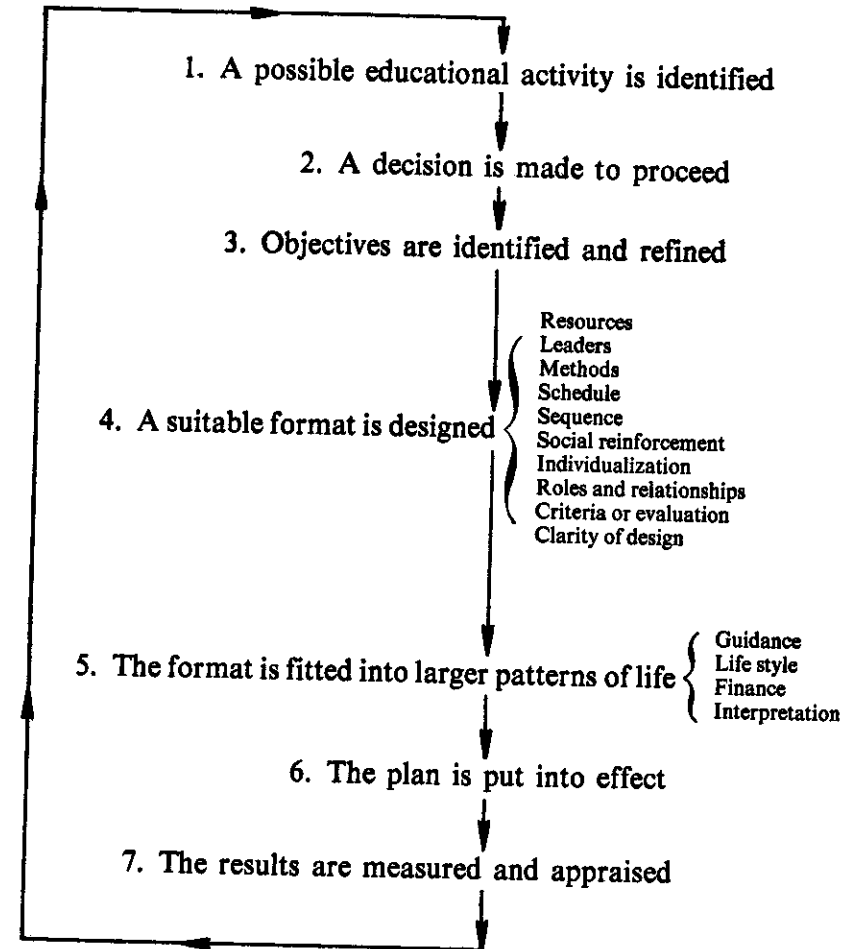 1. A possible educational activity is identified
2. A decision is made to proceed
3. Objectives are identified and refined
4. A suitable format is designed
Resources
Leaders
Methods
Schedule
Sequence
Social reinforcement
Individualization
Roles and relationships
Criteria or evaluation
Clarity of design
5. The format is fitted into larger patterns of life
Guidance
Life style
Finance
Interpretation
6. The plan is put into effect
7. The results are measured and appraised